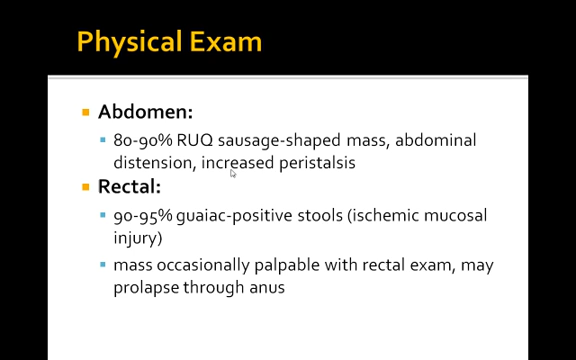 Physical Exam
Abdomen:
80-90% RUQ sausage-shaped mass, abdominal
distension, increased peristalsis
Rectal:
90-95% guaiac-positive stools (ischemic mucosal
injury)
mass occasionally palpable with rectal exam, may
prolapse through anus